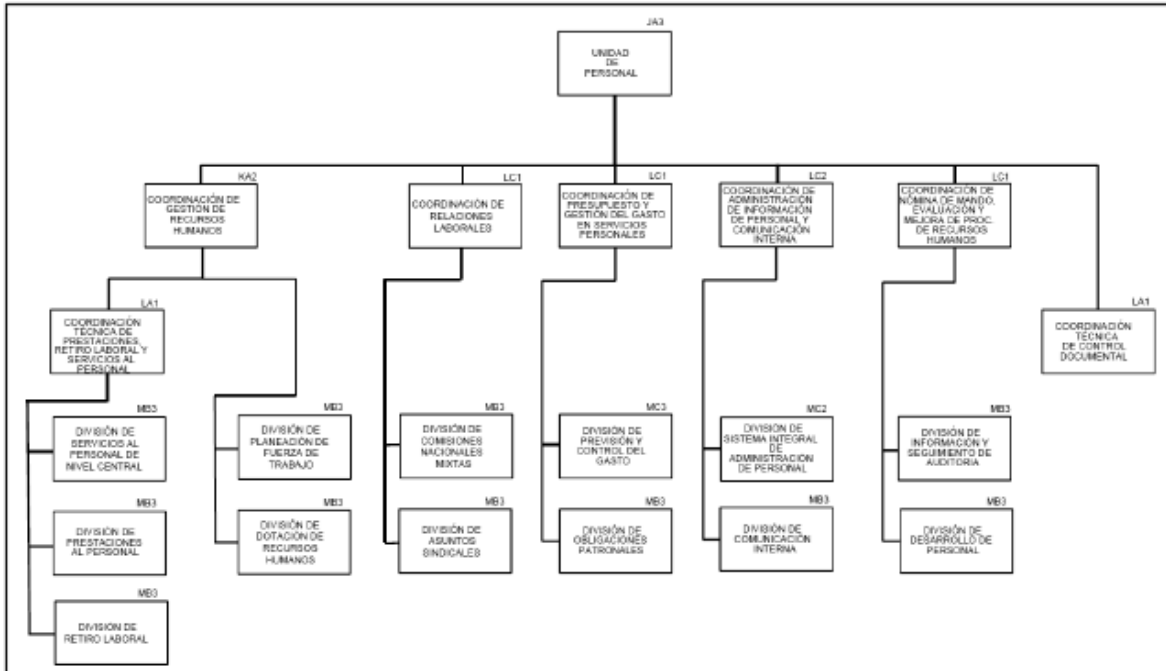 JA3
UNIDAD
DE
PERSONAL
KA2
COORDINACIÓN DE
GESTIÓN DE
RECURSOS
HUMANOS
LC1
COORDINACIÓN DE
RELACIONES
LABORALES
LC1
COORDINACIÓN DE
PRESUPUESTO Y
GESTIÓN DEL GASTO
EN SERVICIOS
PERSONALES
LC2
COORDINACIÓN DE
ADMINISTRACIÓN
DE INFORMACIÓN
DE PERSONAL Y
COMUNICACIÓN
INTERNA
LC1
COORDINACIÓN DE
NÓMINA DE MANDO,
EVALUACIÓN Y
MEJORA DE PROC.
DE RECURSOS
HUMANOS
LA1
COORDINACIÓN
TÉCNICA DE
PRESTACIONES,
RETIRO LABORAL Y
SERVICIOS AL
PERSONAL
LA1
COORDINACIÓN
TÉCNICA
DE CONTROL
DOCUMENTAL
MB3
DIVISIÓN DE
SERVICIOS AL
PERSONAL DE
NIVEL CENTRAL
MB3
DIVISIÓN DE
PLANEACIÓN DE
FUERZA DE
TRABAJO
MB3
DIVISIÓN DE
COMISIONES
NACIONALES
MIXTAS
MC3
DIVISIÓN DE
PREVISIÓN Y
CONTROL DEL
GASTO
MC2
DIVISIÓN DE
SISTEMA INTEGRAL
DE
ADMINISTRACIÓN
DE PERSONAL
MB3
DIVISIÓN DE
INFORMACIÓN Y
SEGUIMIENTO DE
AUDITORIA
MB3
DIVISIÓN DE
PRESTACIONES
AL PERSONAL
MB3
DIVISIÓN DE
DOTACIÓN DE
RECURSOS
HUMANOS
MB3
DIVISIÓN DE
ASUNTOS
SINDICALES
MB3
DIVISIÓN DE
OBLIGACIONES
PATRONALES
MB3
DIVISIÓN DE
COMUNICACIÓN
INTERNA
MB3
DIVISIÓN DE
DESARROLLO DE
PERSONAL
MB3
DIVISIÓN DE
RETIRO LABORAL